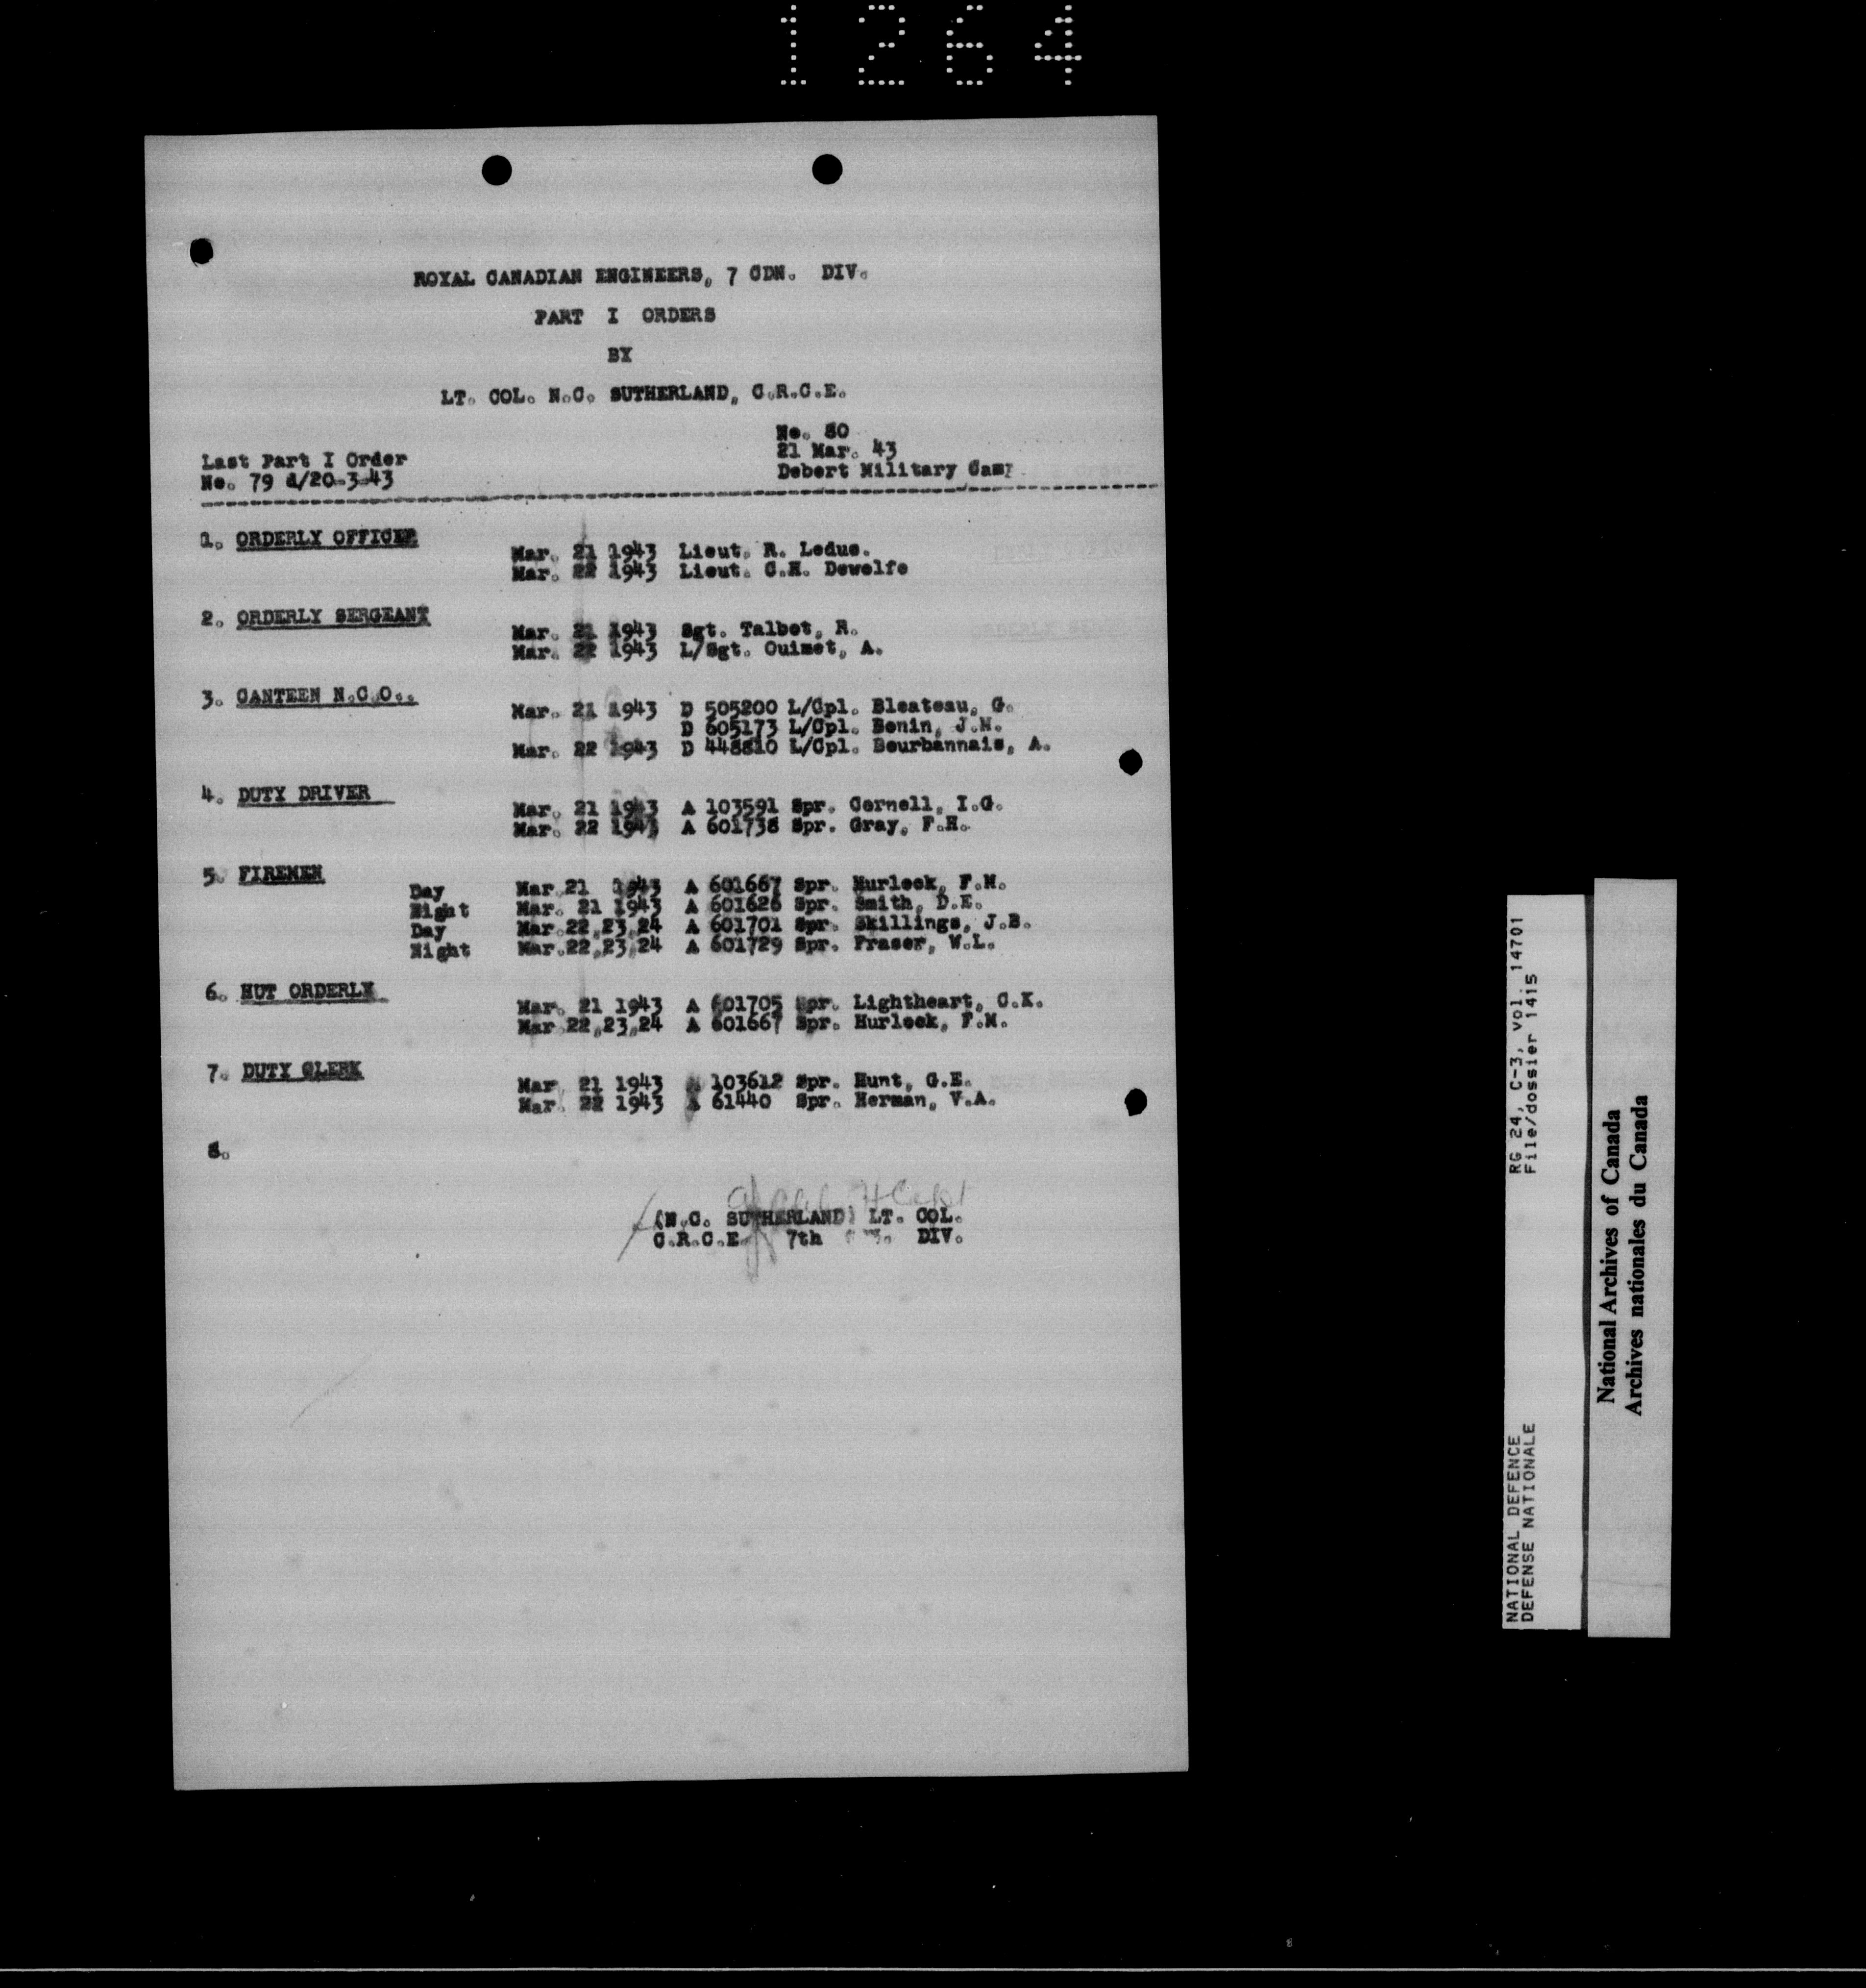 1264
ROYAL CANADIAN ENGINEERS, 7 CDN. DIV.
PART I ORDERS
BY
LT. COL. N.C. SUTHERLAND, C.R.C.E.
No. 80
21 Mar. 43
Debert Military Camp
Last Part I Order
No. 79 d/20-3-43
1. ORDERLY OFFICER
Mar. 21 1943 Lieut. R. Leduc.
Mar. 22 1943 Lieut. C.H. Dewolfe
2. ORDERLY SERGEANT
Mar. 21 1943 Sgt. Talbot, R.
Mar. 22 1943 L/Sgt. Ouimet, A.
3. CANTEEN N.C.O..
Mar. 21 1943 D 505200 L/Cpl. Bleateau, G.
D 605173 L/Cpl. Bonin, J.M.
Mar. 22 1943 D 448810 L/Cpl. Bourbannais, A.
4. DUTY DRIVER
Mar. 21 1943 A 103591 Spr. Cornell, I.G.
Mar. 22 1943 A 601738 Spr. Gray, F.H.
5. FIREMEN
Day Mar.21 1943 A 601667 Spr. Hurlock, F.M.
Night Mar. 21 1943 A 601626 Spr. Smith, D.E.
Day Mar.22,23,24 A 601701 Spr. Skillings, J.B.
Night Mar.22,23,24 A 601729 Spr. Fraser, W.L.
6. HUT ORDERLY
Mar. 21 1943 A 601705 Spr. Lightheart, C.K.
Mar 22,23,24 A 601667 Spr. Hurlock, F.M.
7. DUTY CLERK
Mar. 21 1943 A 103612 Spr. Hunt, G.E.
Mar. 22 1943 A 61440 Spr. Herman, V.A.
8.
(N.C. SUTHERLAND) LT. COL.
C.R.C.E. 7th DIV.
NATIONAL DEFENCE RG 24, C-3, vol. 14701
DEFENSE NATIONALE File/dossier 1415
National Archives of Canada
Archives nationales du Canada